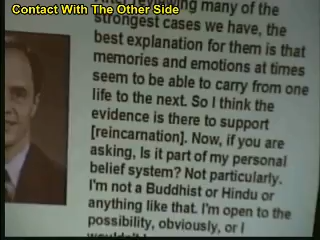 Contact With The Other Side
many of the
strongest cases we have, the
best explanation for them is that
memories and emotions at times
seem to be able to carry from one
life to the next. So I think the
evidence is there to support
[reincarnation]. Now, if you are
asking, Is it part of my personal
belief system? Not particularly.
I'm not a Buddhist or Hindu or
anything like that. I'm open to the
possibility, obviously, or I